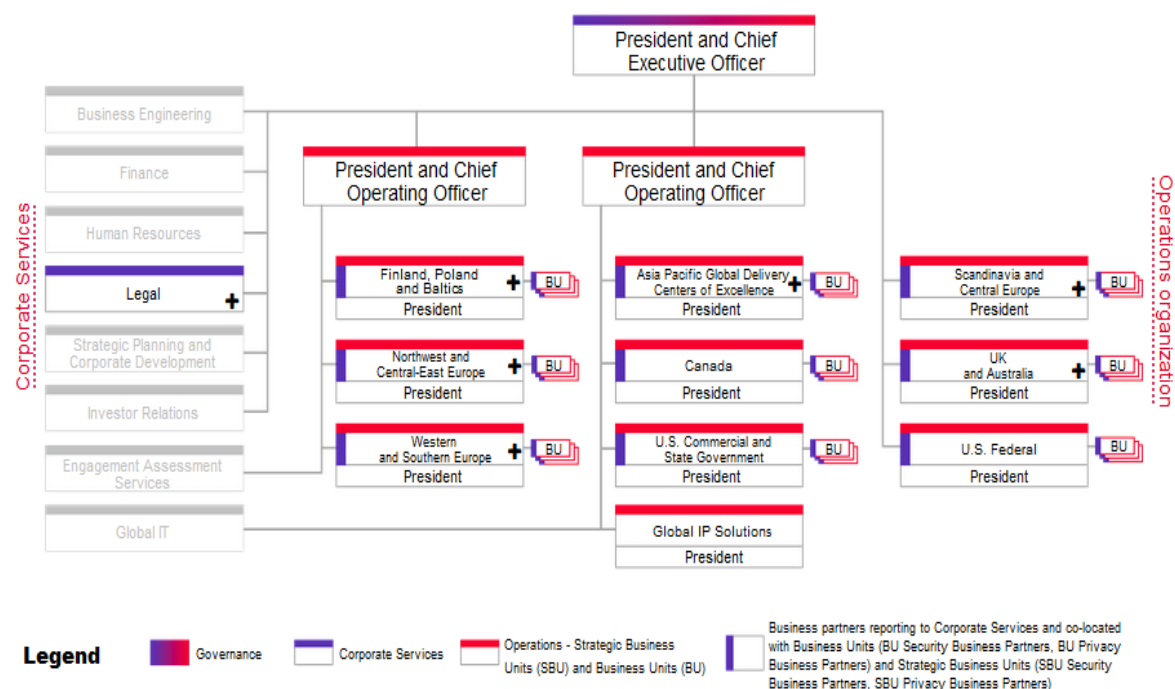 President and Chief
Executive Officer
Corporate Services
Business Engineering
Finance
Human Resources
Legal
+
Strategic Planning and
Corporate Development
Investor Relations
Engagement Assessment
Services
Global IT
President and Chief
Operating Officer
Finland, Poland
and Baltics
+
BU
President
Northwest and
Central-East Europe
+
BU
President
Western
and Southern Europe
+
BU
President
President and Chief
Operating Officer
Asia Pacific Global Delivery
Centers of Excellence
+
BU
President
Canada
BU
President
U.S. Commercial and
State Government
BU
President
Global IP Solutions
President
Scandinavia and
Central Europe
+
BU
President
UK
and Australia
+
BU
President
U.S. Federal
BU
President
Operations organization
Legend
Governance
Corporate Services
Operations - Strategic Business
Units (SBU) and Business Units (BU)
Business partners reporting to Corporate Services and co-located
with Business Units (BU Security Business Partners, BU Privacy
Business Partners) and Strategic Business Units (SBU Security
Business Partners, SBU Privacy Business Partners)